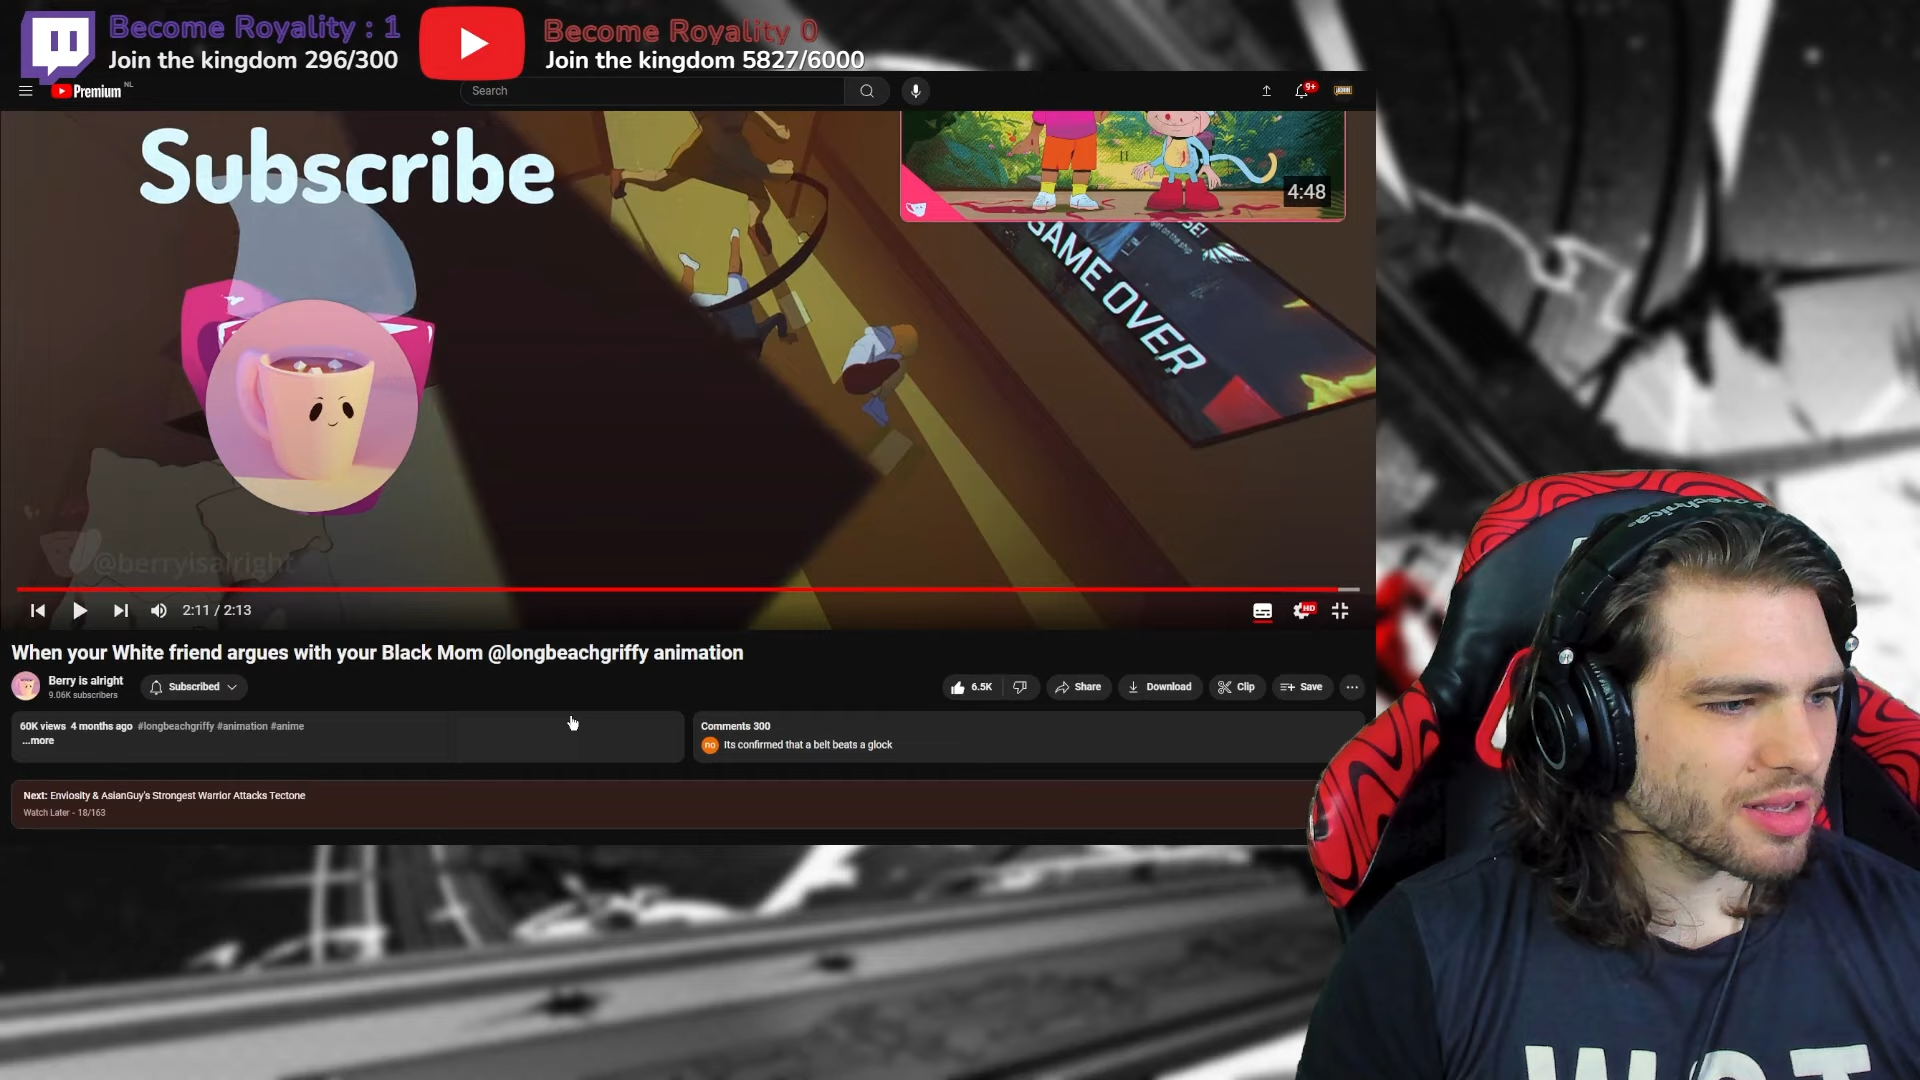 Become Royality : 1
Join the kingdom 296/300
Become Royality 0
Join the kingdom 5827/6000
Premium NL
Search
9+
Subscribe
4:48
GAME OVER
@berryisalright
2:11 / 2:13
HD
When your White friend argues with your Black Mom @longbeachgriffy animation
Berry is alright
9.06K subscribers
Subscribed
6.5K
Share
Download
Clip
Save
60K views 4 months ago #longbeachgriffy #animation #anime
...more
Comments 300
no Its confirmed that a belt beats a glock
Next: Enviosity & AsianGuy's Strongest Warrior Attacks Tectone
Watch Later - 18/163